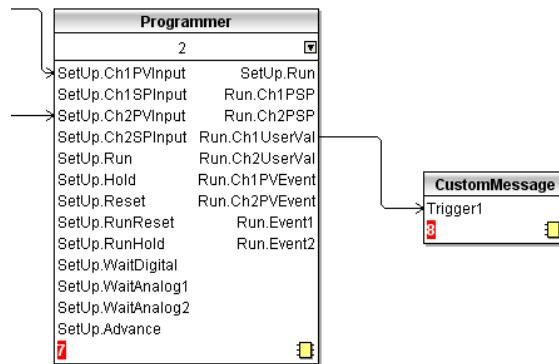 Programmer
2
SetUp.Ch1PVInput SetUp.Run
SetUp.Ch1SPInput Run.Ch1PSP
SetUp.Ch2PVInput Run.Ch2PSP
SetUp.Ch2SPInput Run.Ch1UserVal
SetUp.Run Run.Ch2UserVal
SetUp.Hold Run.Ch1PVEvent
SetUp.Reset Run.Ch2PVEvent
SetUp.RunReset Run.Event1
SetUp.RunHold Run.Event2
SetUp.WaitDigital
SetUp.WaitAnalog1
SetUp.WaitAnalog2
SetUp.Advance
7
CustomMessage
Trigger1
8